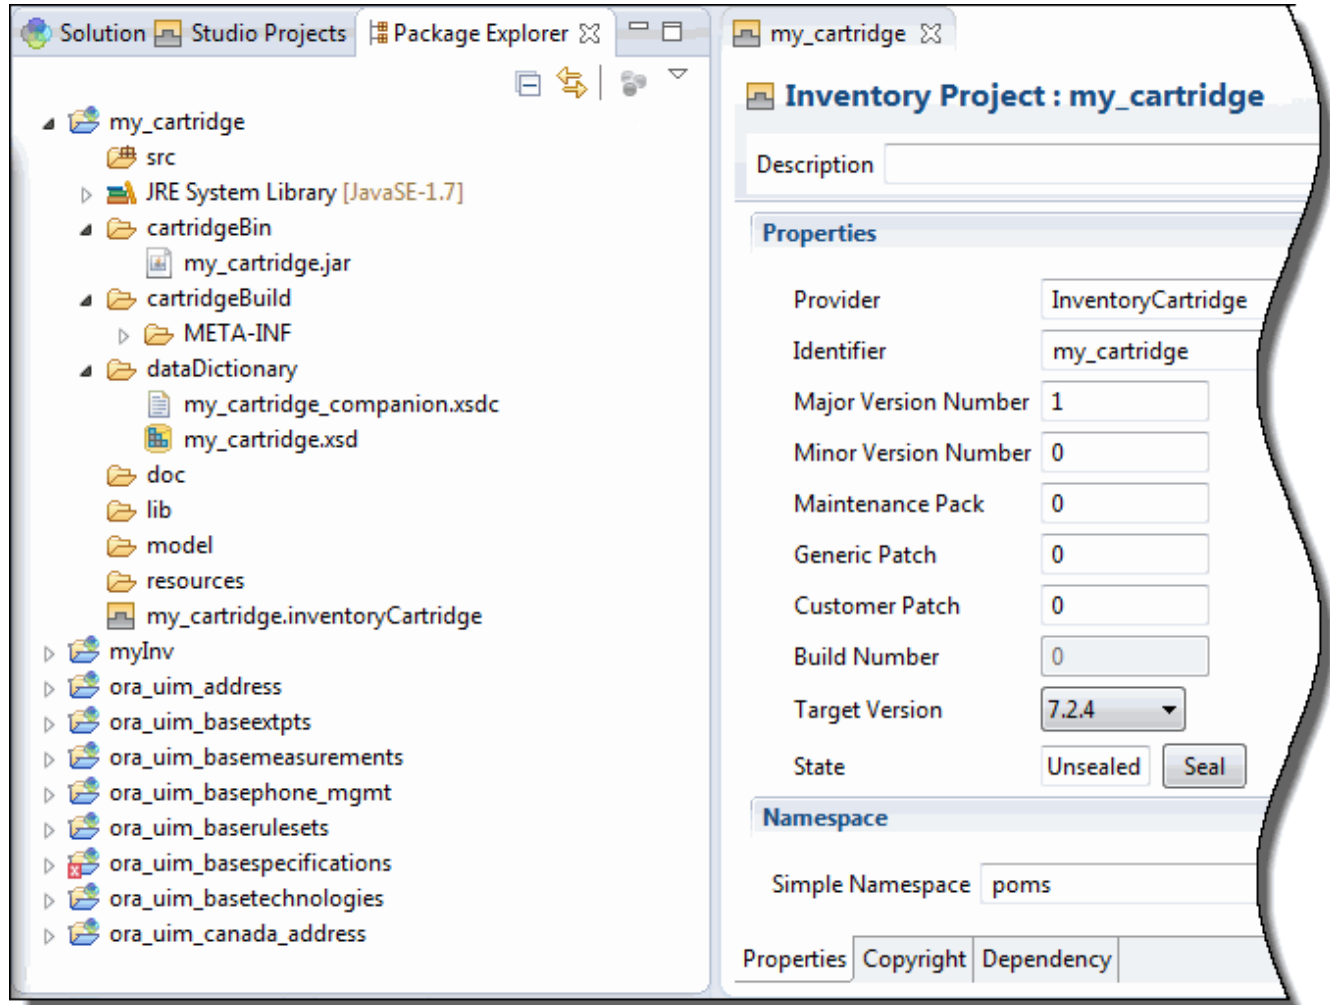 Solution Studio Projects Package Explorer
my_cartridge
src
JRE System Library [JavaSE-1.7]
cartridgeBin
my_cartridge.jar
cartridgeBuild
META-INF
dataDictionary
my_cartridge_companion.xsdc
my_cartridge.xsd
doc
lib
model
resources
my_cartridge.inventoryCartridge
myInv
ora_uim_address
ora_uim_baseextpts
ora_uim_basemeasurements
ora_uim_basephone_mgmt
ora_uim_baserulesets
ora_uim_basespecifications
ora_uim_basetechnologies
ora_uim_canada_address
my_cartridge
Inventory Project : my_cartridge
Description
Properties
Provider InventoryCartridge
Identifier my_cartridge
Major Version Number 1
Minor Version Number 0
Maintenance Pack 0
Generic Patch 0
Customer Patch 0
Build Number 0
Target Version 7.2.4
State Unsealed Seal
Namespace
Simple Namespace poms
Properties Copyright Dependency